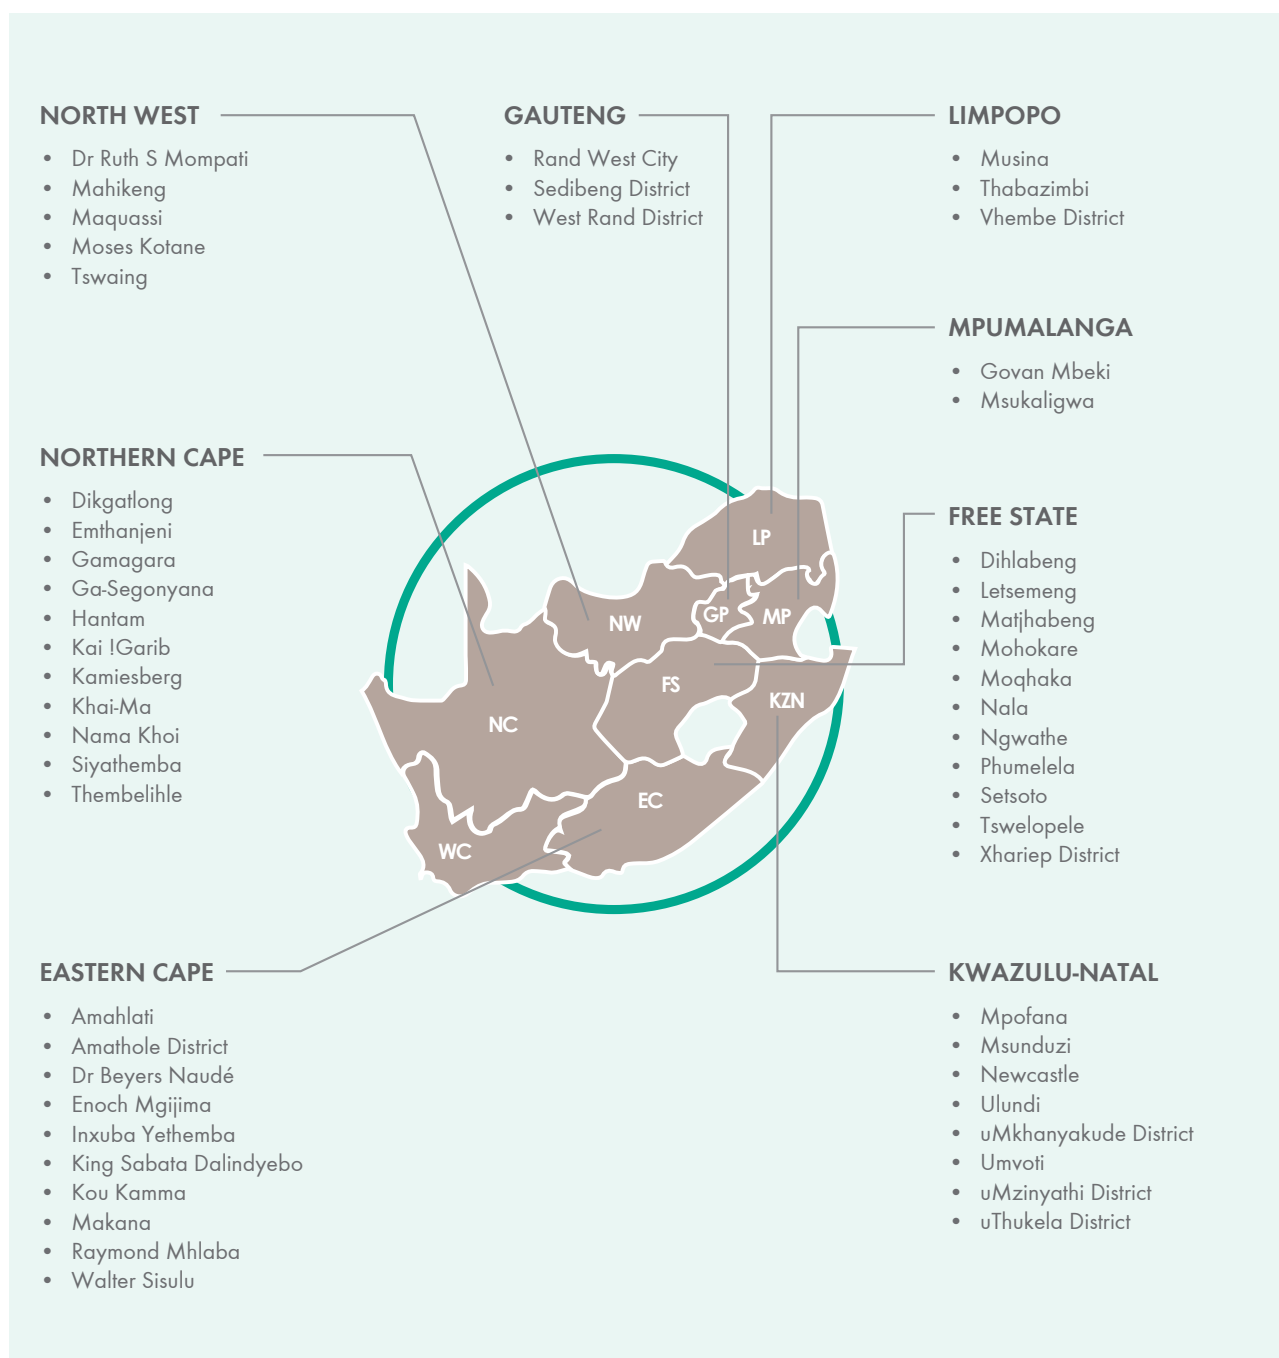 NORTH WEST
• Dr Ruth S Mompati
• Mahikeng
• Maquassi
• Moses Kotane
• Tswaing
GAUTENG
• Rand West City
• Sedibeng District
• West Rand District
LIMPOPO
• Musina
• Thabazimbi
• Vhembe District
MPUMALANGA
• Govan Mbeki
• Msukaligwa
NORTHERN CAPE
• Dikgatlong
• Emthanjeni
• Gamagara
• Ga-Segonyana
• Hantam
• Kai !Garib
• Kamiesberg
• Khai-Ma
• Nama Khoi
• Siyathemba
• Thembelihle
LP
NW
GP
MP
FS
KZN
NC
EC
WC
FREE STATE
• Dihlabeng
• Letsemeng
• Matjhabeng
• Mohokare
• Moqhaka
• Nala
• Ngwathe
• Phumelela
• Setsoto
• Tswelopele
• Xhariep District
EASTERN CAPE
• Amahlati
• Amathole District
• Dr Beyers Naudé
• Enoch Mgijima
• Inxuba Yethemba
• King Sabata Dalindyebo
• Kou Kamma
• Makana
• Raymond Mhlaba
• Walter Sisulu
KWAZULU-NATAL
• Mpofana
• Msunduzi
• Newcastle
• Ulundi
• uMkhanyakude District
• Umvoti
• uMzinyathi District
• uThukela District